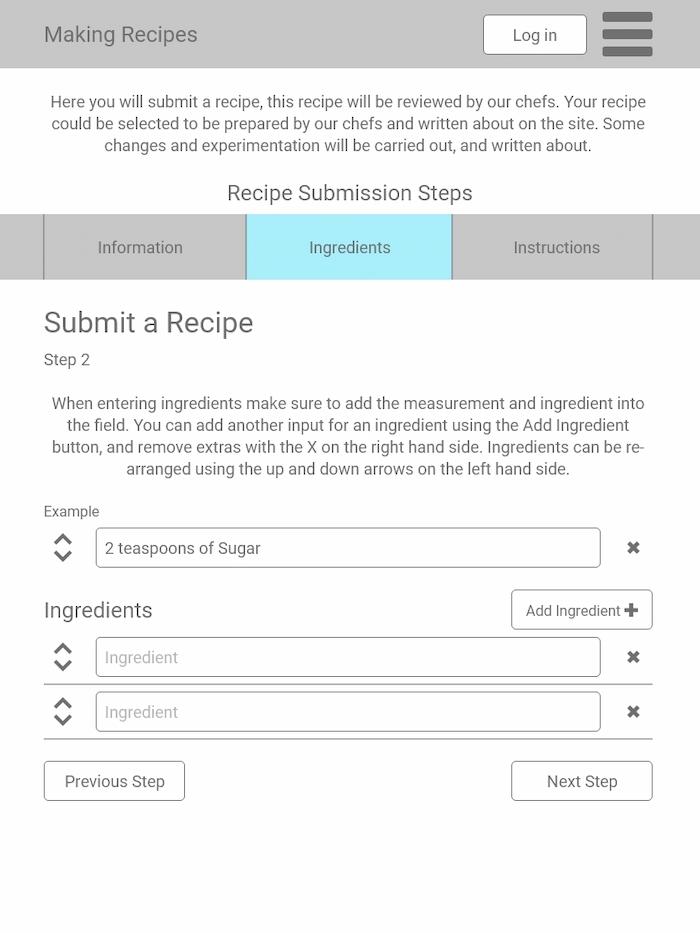 Making Recipes
Log in
Here you will submit a recipe, this recipe will be reviewed by our chefs. Your recipe
could be selected to be prepared by our chefs and written about on the site. Some
changes and experimentation will be carried out, and written about.
Recipe Submission Steps
Information
Ingredients
Instructions
Submit a Recipe
Step 2
When entering ingredients make sure to add the measurement and ingredient into
the field. You can add another input for an ingredient using the Add Ingredient
button, and remove extras with the X on the right hand side. Ingredients can be re-
arranged using the up and down arrows on the left hand side.
Example
2 teaspoons of Sugar
Ingredients
Add Ingredient
Ingredient
Ingredient
Previous Step
Next Step